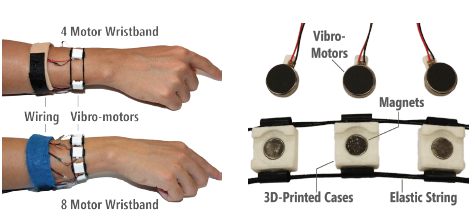 4 Motor Wristband
Wiring
Vibro-motors
8 Motor Wristband
Vibro-
Motors
Magnets
3D-Printed Cases
Elastic String